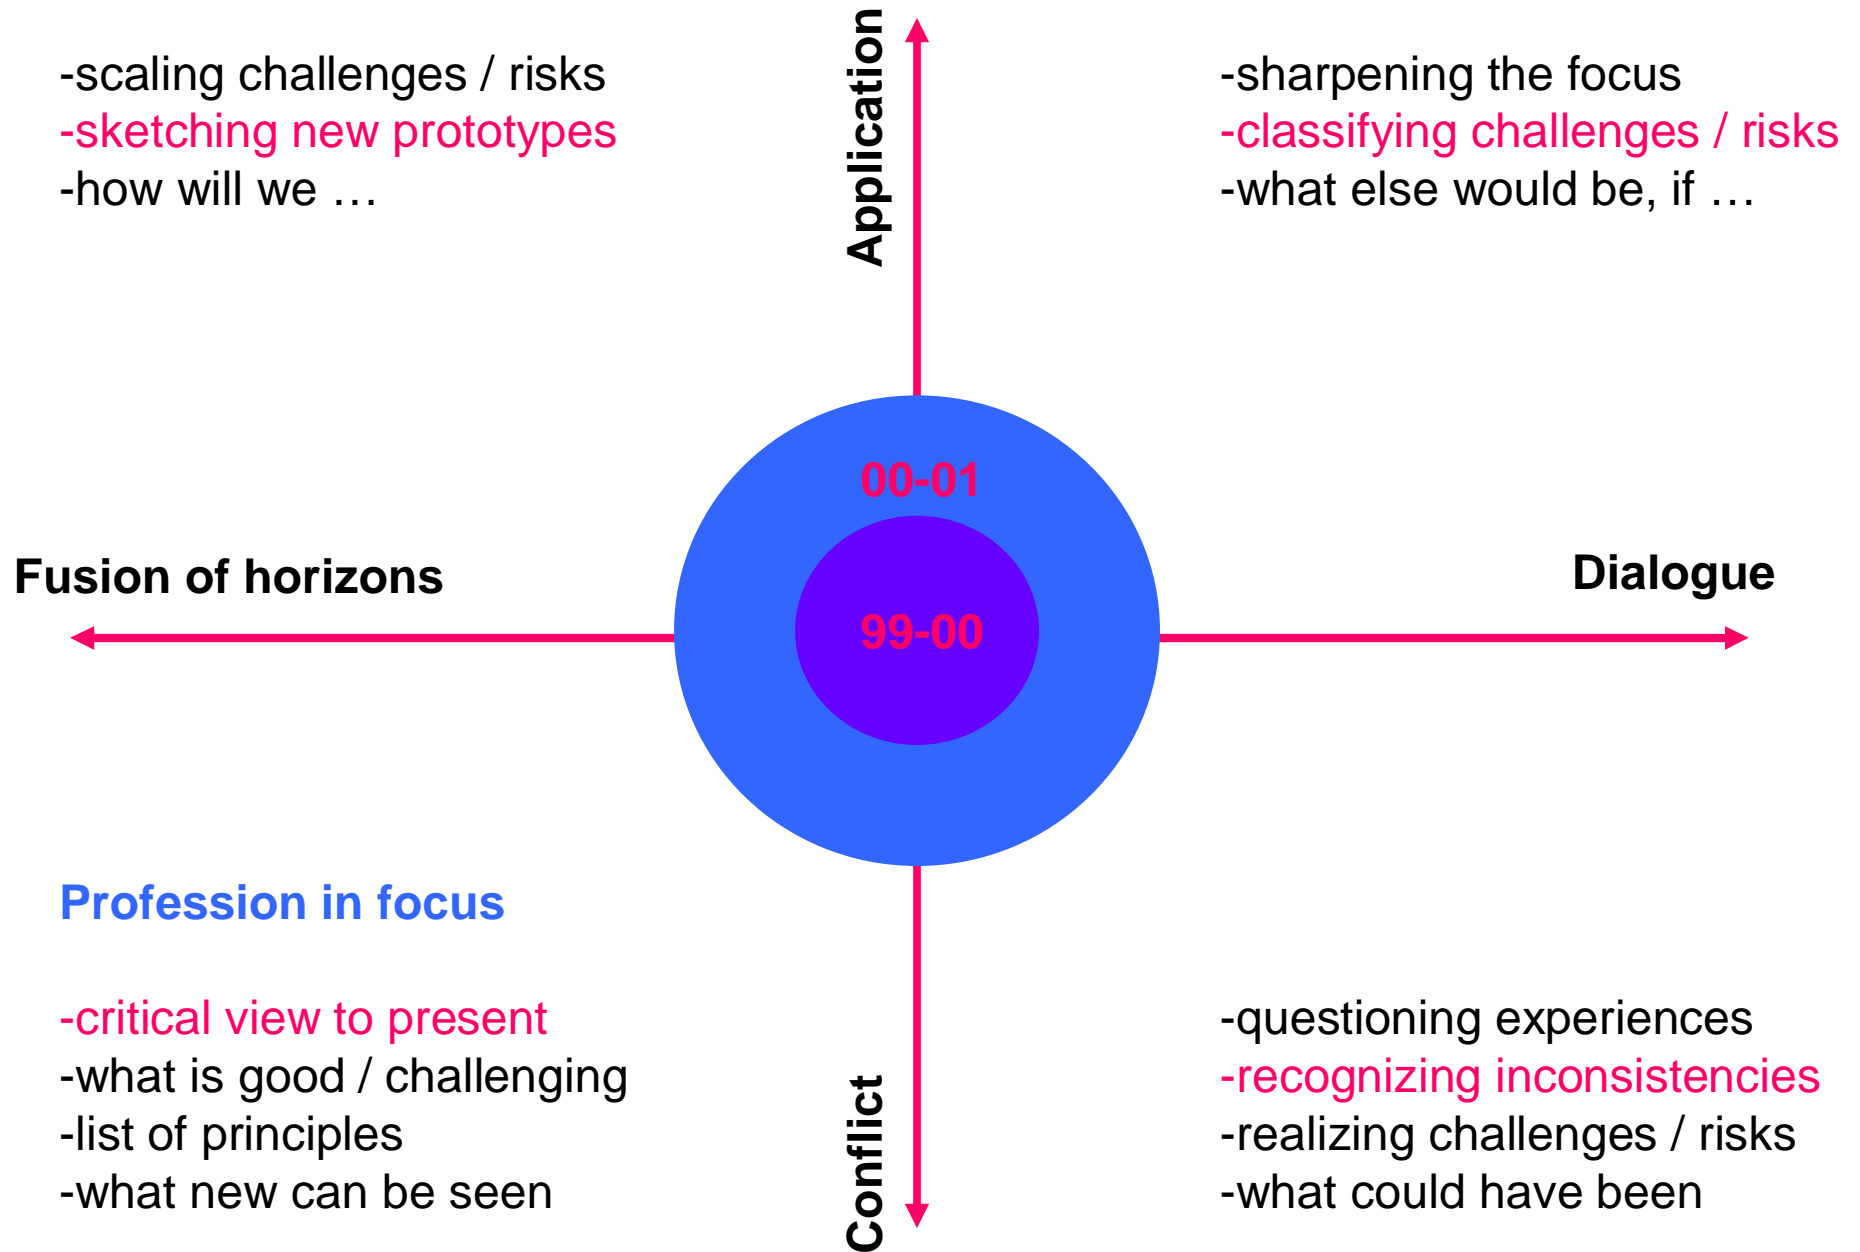 -scaling challenges / risks
-sketching new prototypes
-how will we …
Application
-sharpening the focus
-classifying challenges / risks
-what else would be, if …
00-01
Fusion of horizons
Dialogue
99-00
Profession in focus
-critical view to present
-what is good / challenging
-list of principles
-what new can be seen
Conflict
-questioning experiences
-recognizing inconsistencies
-realizing challenges / risks
-what could have been